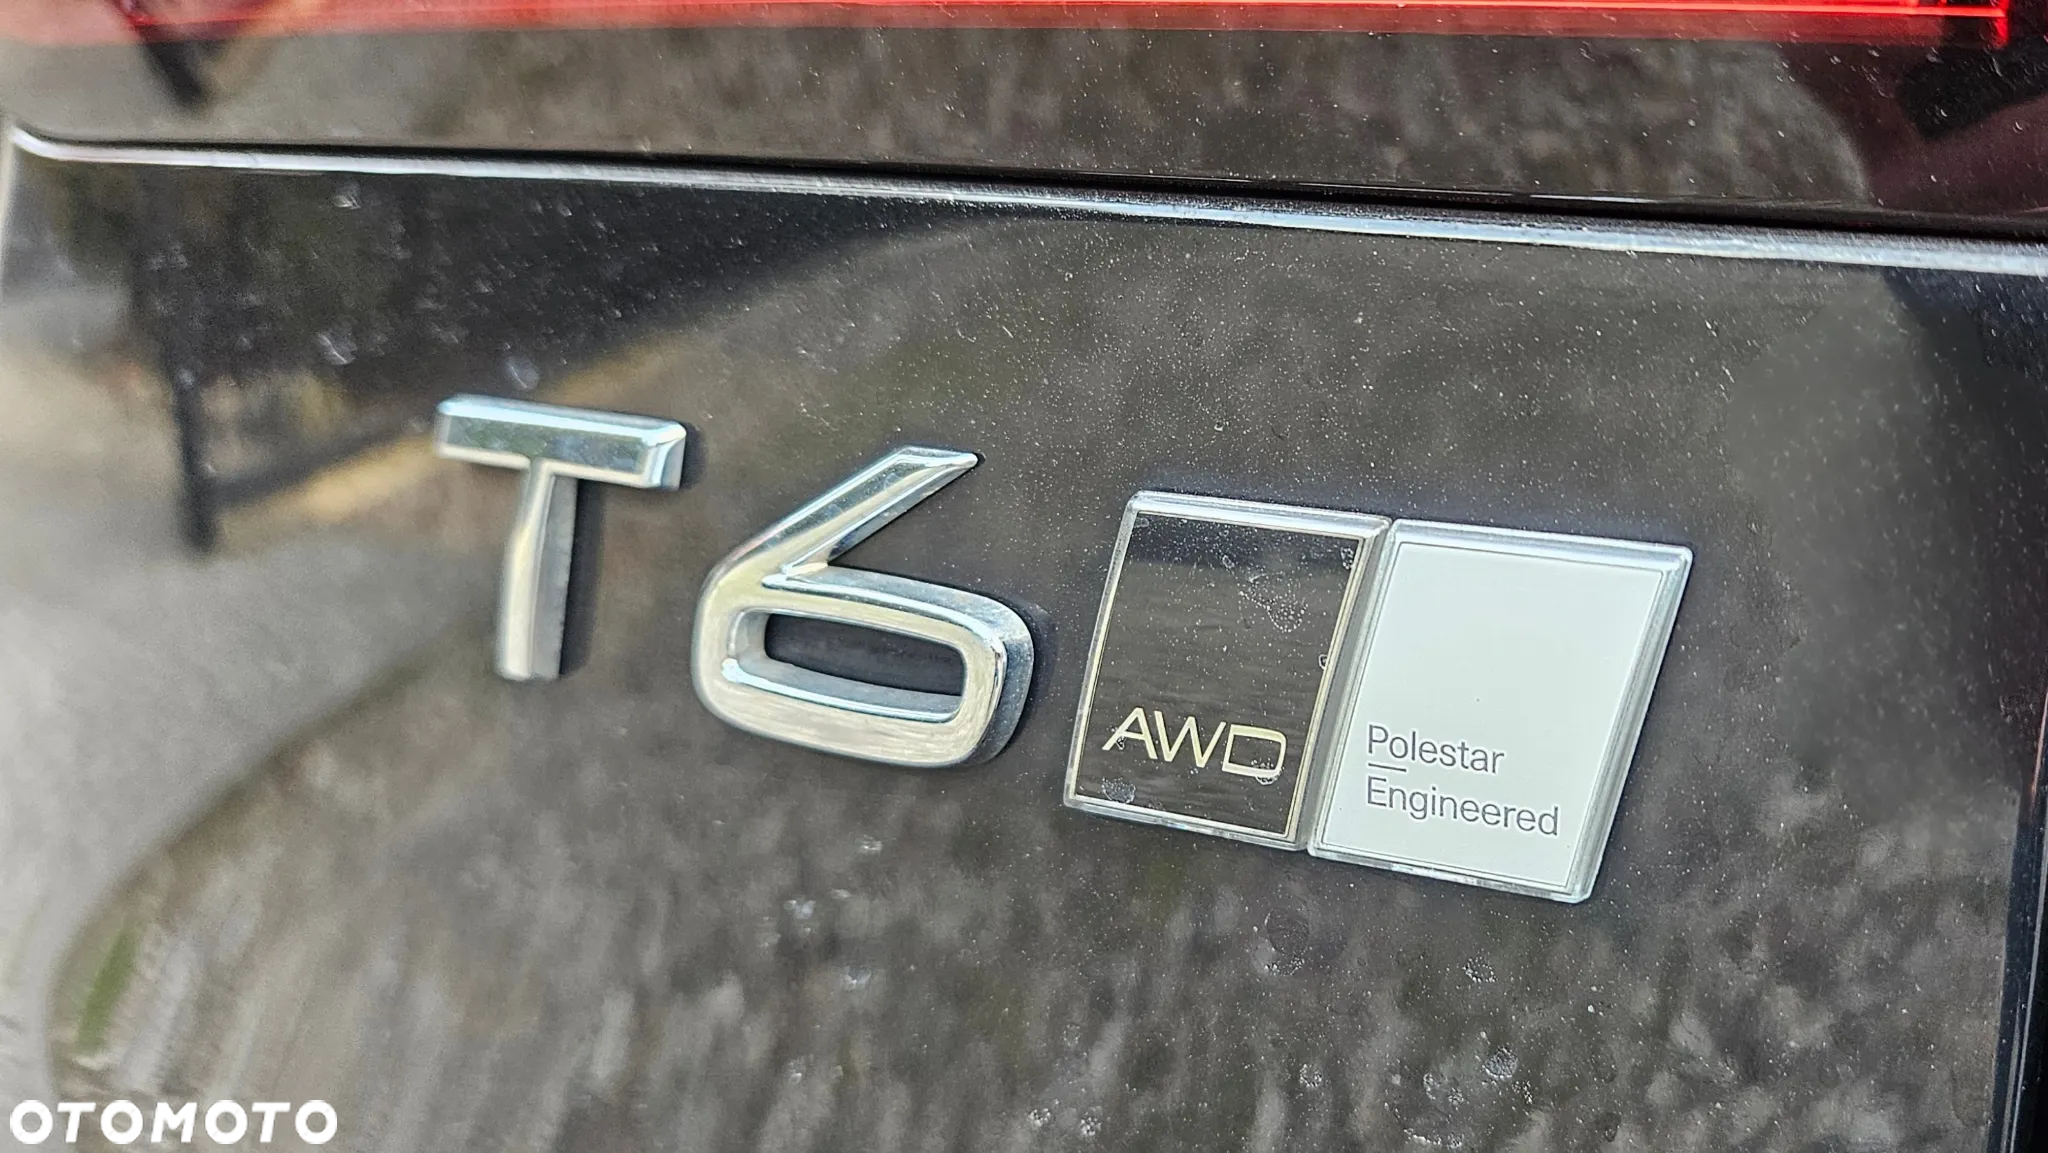 T6
AWD
Polestar
Engineered
OTOMOTO